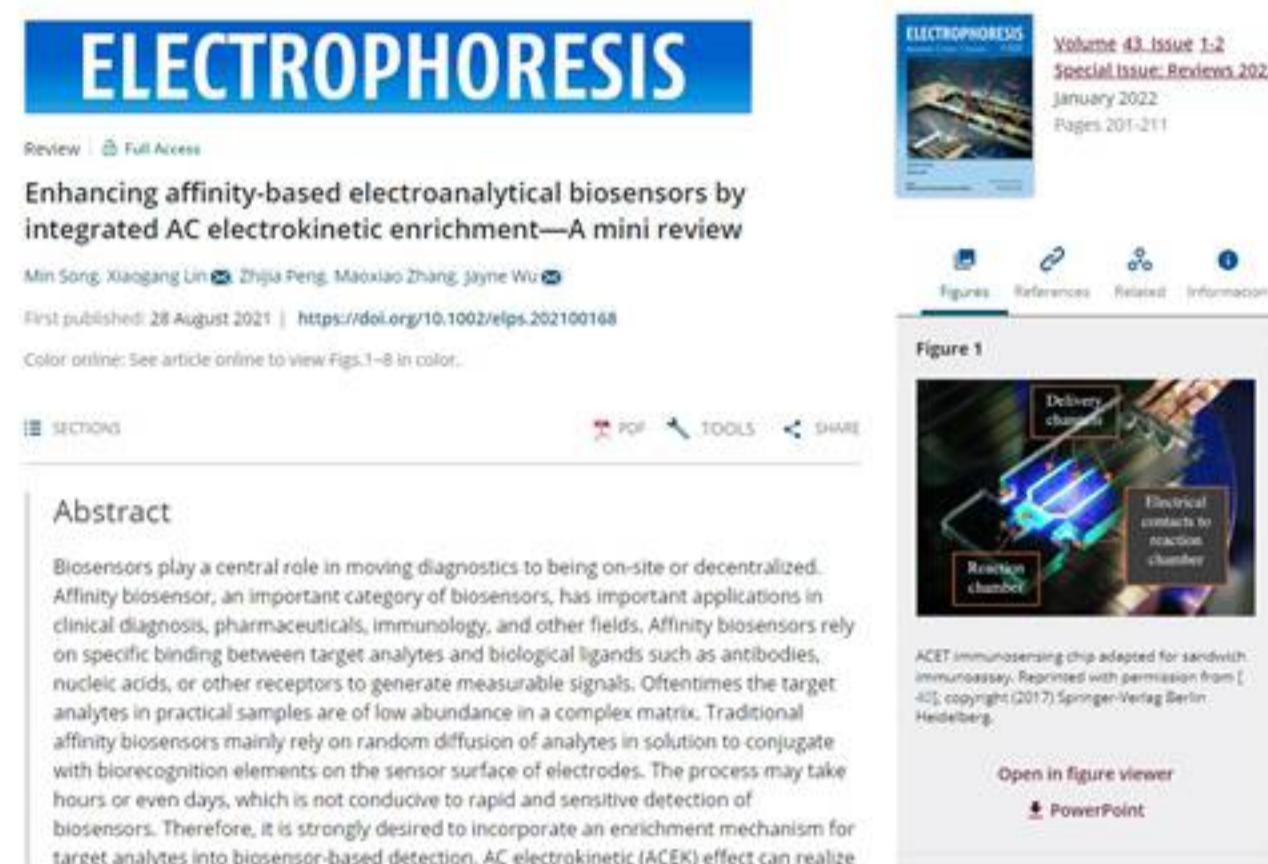 ELECTROPHORESIS
Review Full Access
Enhancing affinity-based electroanalytical biosensors by
integrated AC electrokinetic enrichment—A mini review
Min Song, Xiaogang Lin, Zhijia Peng, Maoxiao Zhang, Jayne Wu
First published: 28 August 2021 | https://doi.org/10.1002/elps.202100168
Color online: See article online to view Figs.1–8 in color.
SECTIONS
PDF TOOLS SHARE
Abstract
Biosensors play a central role in moving diagnostics to being on-site or decentralized.
Affinity biosensor, an important category of biosensors, has important applications in
clinical diagnosis, pharmaceuticals, immunology, and other fields. Affinity biosensors rely
on specific binding between target analytes and biological ligands such as antibodies,
nucleic acids, or other receptors to generate measurable signals. Oftentimes the target
analytes in practical samples are of low abundance in a complex matrix. Traditional
affinity biosensors mainly rely on random diffusion of analytes in solution to conjugate
with biorecognition elements on the sensor surface of electrodes. The process may take
hours or even days, which is not conducive to rapid and sensitive detection of
biosensors. Therefore, it is strongly desired to incorporate an enrichment mechanism for
target analytes into biosensor-based detection. AC electrokinetic (ACEK) effect can realize
ELECTROPHORESIS
Volume 43, Issue 1-2
Special Issue: Reviews 202
January 2022
Pages 201-211
Figures References Related Information
Figure 1
Delivery
channels
Electrical
contacts to
reaction
chamber
Reaction
chamber
ACET immunosensing chip adapted for sandwich
immunoassay. Reprinted with permission from [
40], copyright (2017) Springer-Verlag Berlin
Heidelberg.
Open in figure viewer
PowerPoint